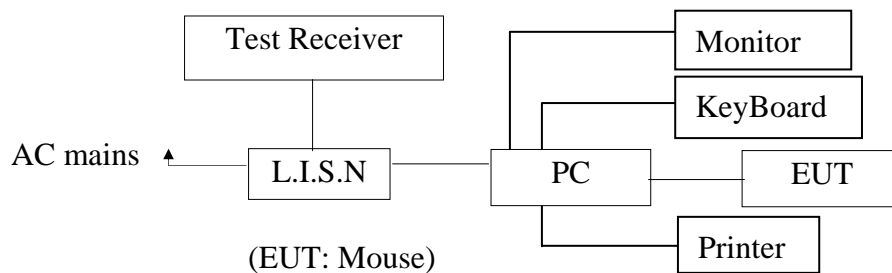 Test Receiver
Monitor
KeyBoard
AC mains
L.I.S.N
PC
EUT
Printer
(EUT: Mouse)